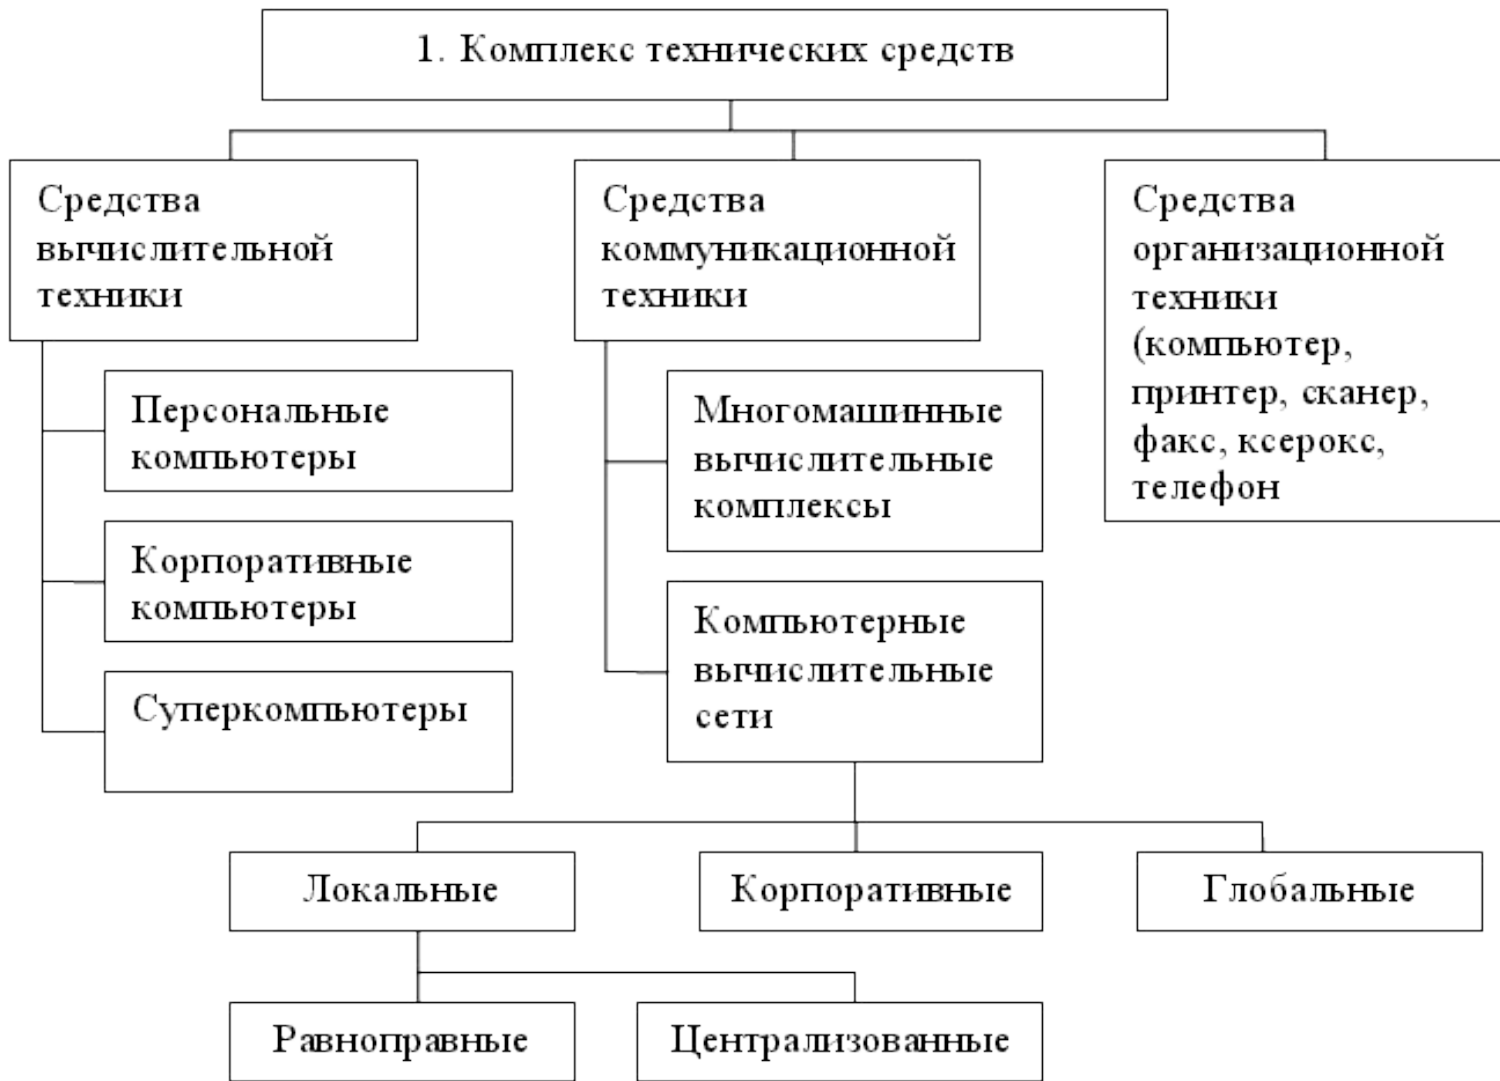 1. Комплекс технических средств
Средства
вычислительной
техники
Средства
коммуникационной
техники
Средства
организационной
техники
(компьютер,
принтер, сканер,
факс, ксерокс,
телефон
Персональные
компьютеры
Корпоративные
компьютеры
Суперкомпьютеры
Многомашинные
вычислительные
комплексы
Компьютерные
вычислительные
сети
Локальные
Корпоративные
Глобальные
Равноправные
Централизованные